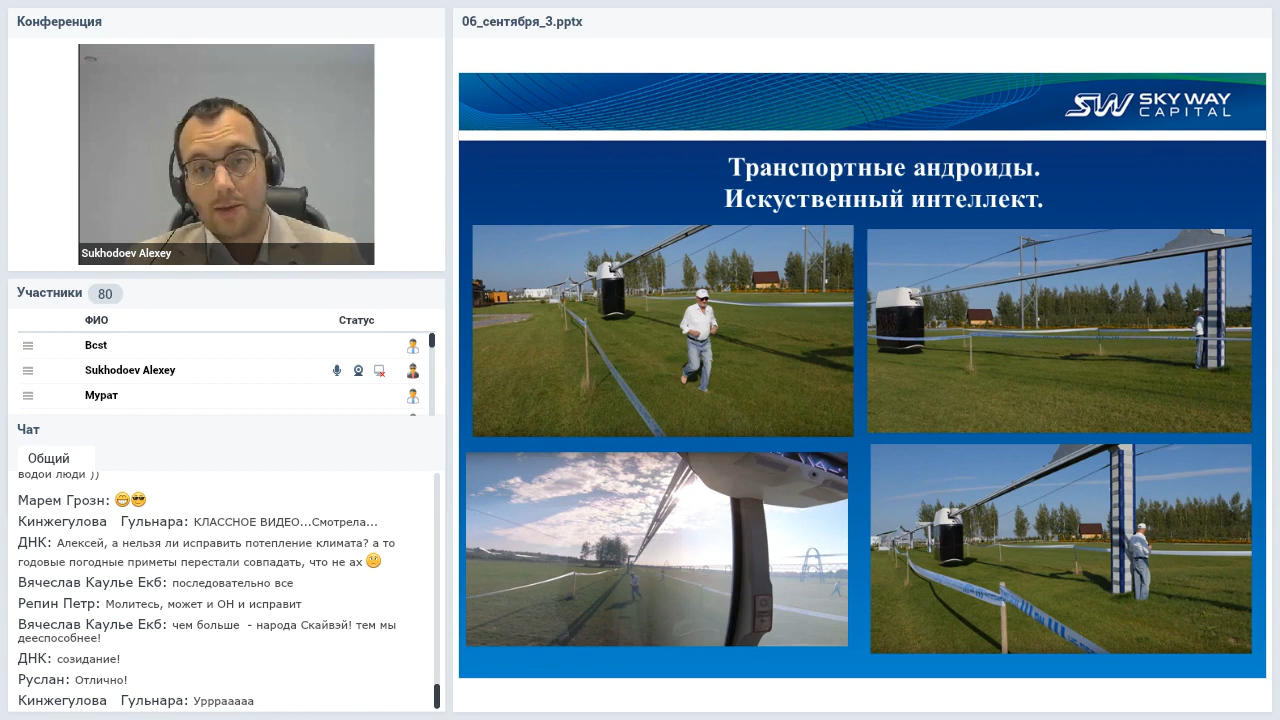 Конференция
Sukhodoev Alexey
Участники 80
ФИО Статус
Bcst
Sukhodoev Alexey
Мурат
Чат
Общий
водой люди ))
Марем Грозн:
Кинжегулова Гульнара: КЛАССНОЕ ВИДЕО...Смотрела...
ДНК: Алексей, а нельзя ли исправить потепление климата? а то
годовые погодные приметы перестали совпадать, что не ах
Вячеслав Каулье Екб: последовательно все
Репин Петр: Молитесь, может и ОН и исправит
Вячеслав Каулье Екб: чем больше - народа Скайвэй! тем мы
дееспособнее!
ДНК: созидание!
Руслан: Отлично!
Кинжегулова Гульнара: Урррааааа
06_сентября_3.pptx
SW SKY WAY
CAPITAL
Транспортные андроиды.
Искуственный интеллект.